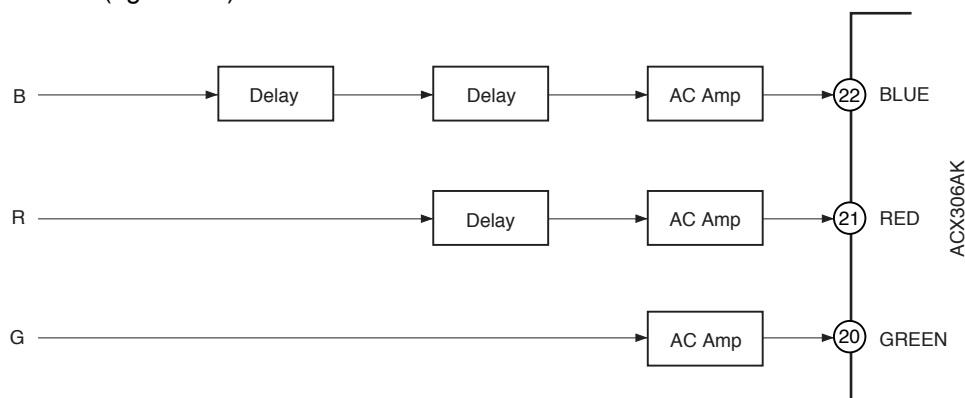 B Delay Delay AC Amp 22 BLUE
R Delay AC Amp 21 RED
G AC Amp 20 GREEN
ACX306AK